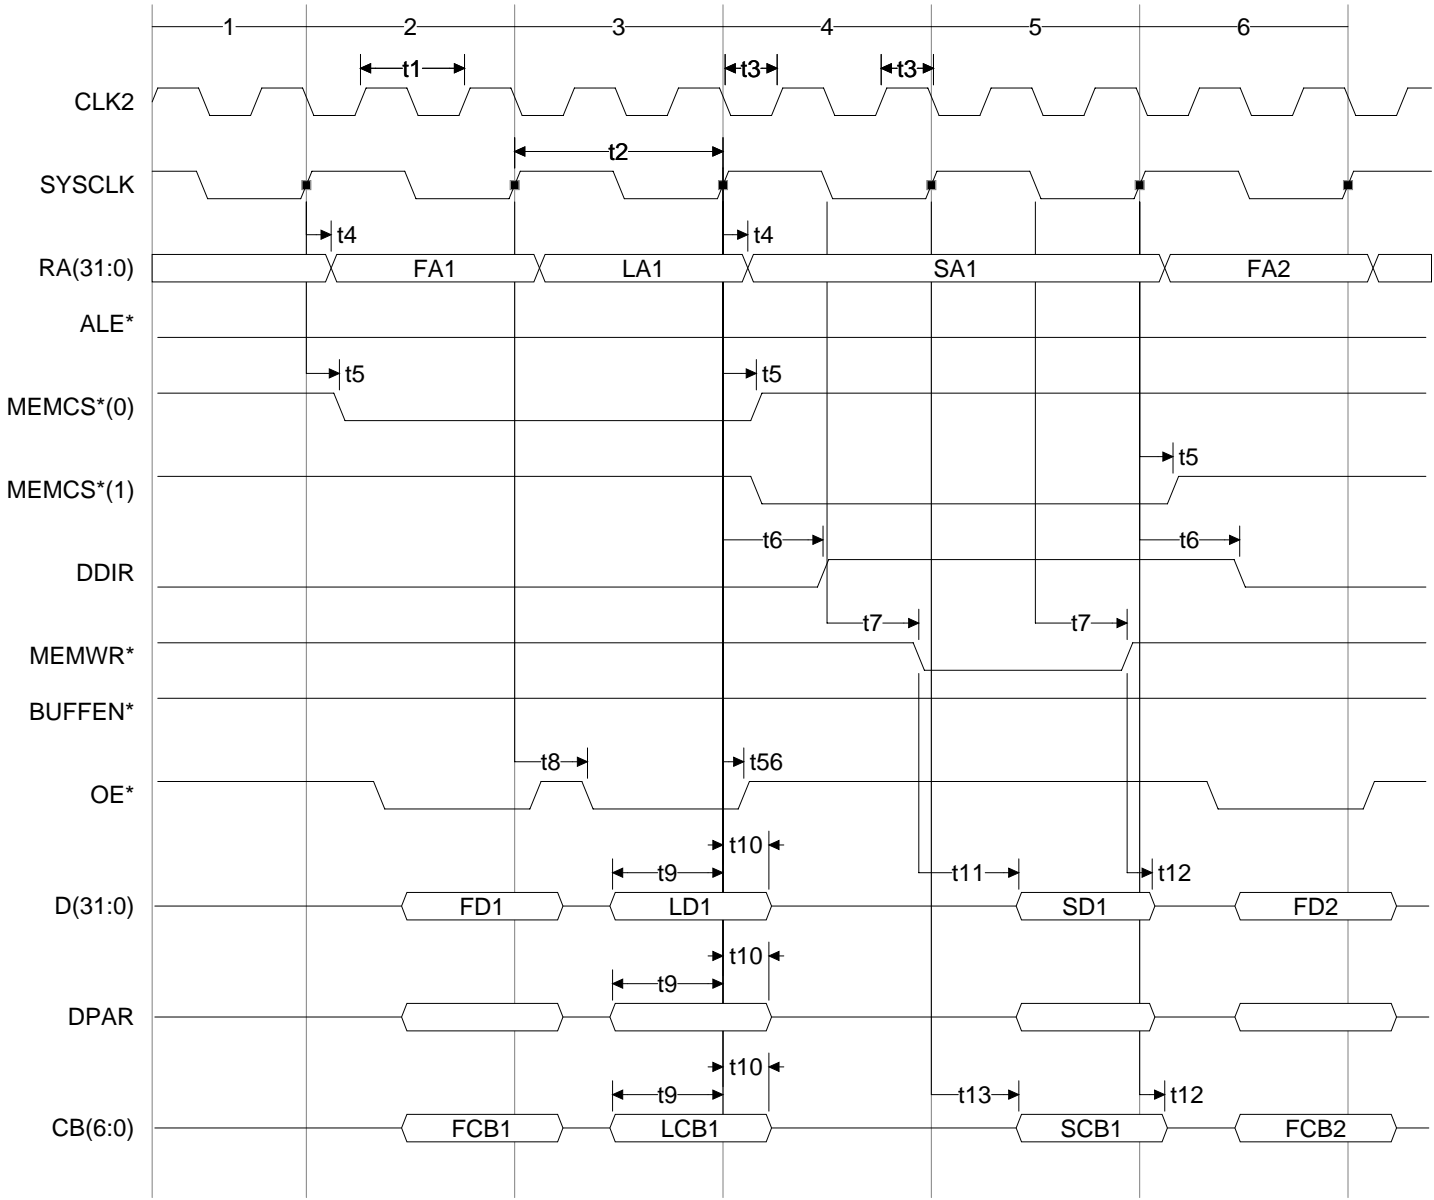 1 2 3 4 5 6
t1 t3 t3
CLK2
t2
SYSCLK
t4 t4
RA(31:0) FA1 LA1 SA1 FA2
ALE*
t5 t5
MEMCS*(0)
t5
MEMCS*(1)
t6 t6
DDIR
t7 t7
MEMWR*
BUFFEN*
t8 t56
OE*
t10
t9 t11 t12
D(31:0) FD1 LD1 SD1 FD2
t10
t9
DPAR
t10
t9 t13 t12
CB(6:0) FCB1 LCB1 SCB1 FCB2